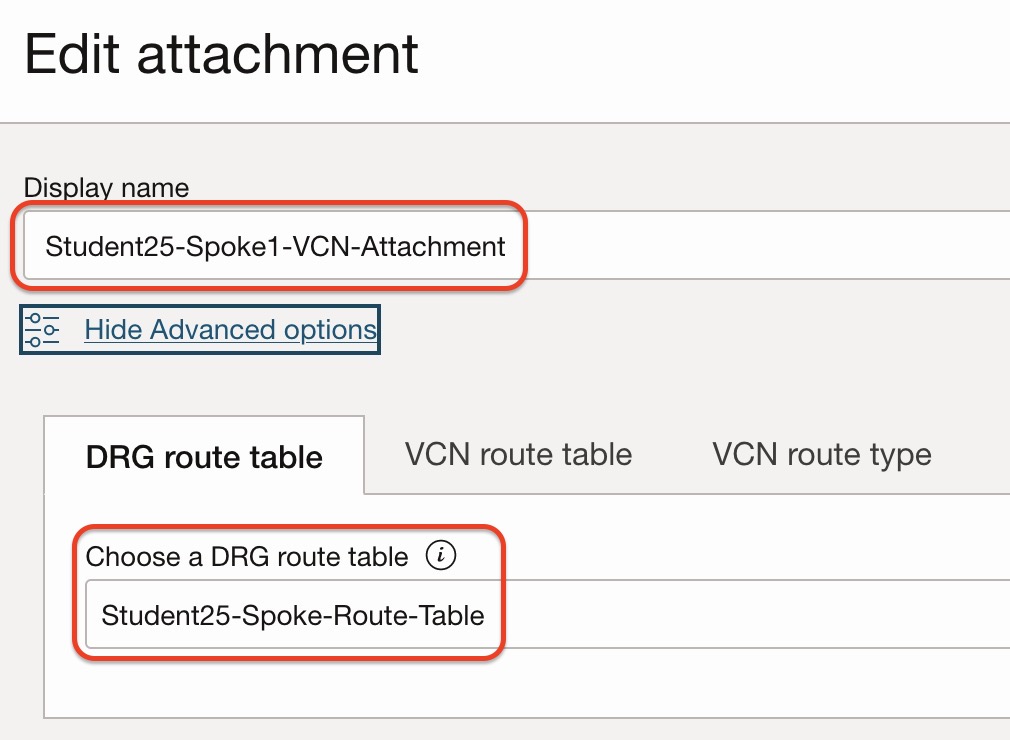 Edit attachment
Display name
Student25-Spoke1-VCN-Attachment
Hide Advanced options
DRG route table
VCN route table
VCN route type
Choose a DRG route table i
Student25-Spoke-Route-Table